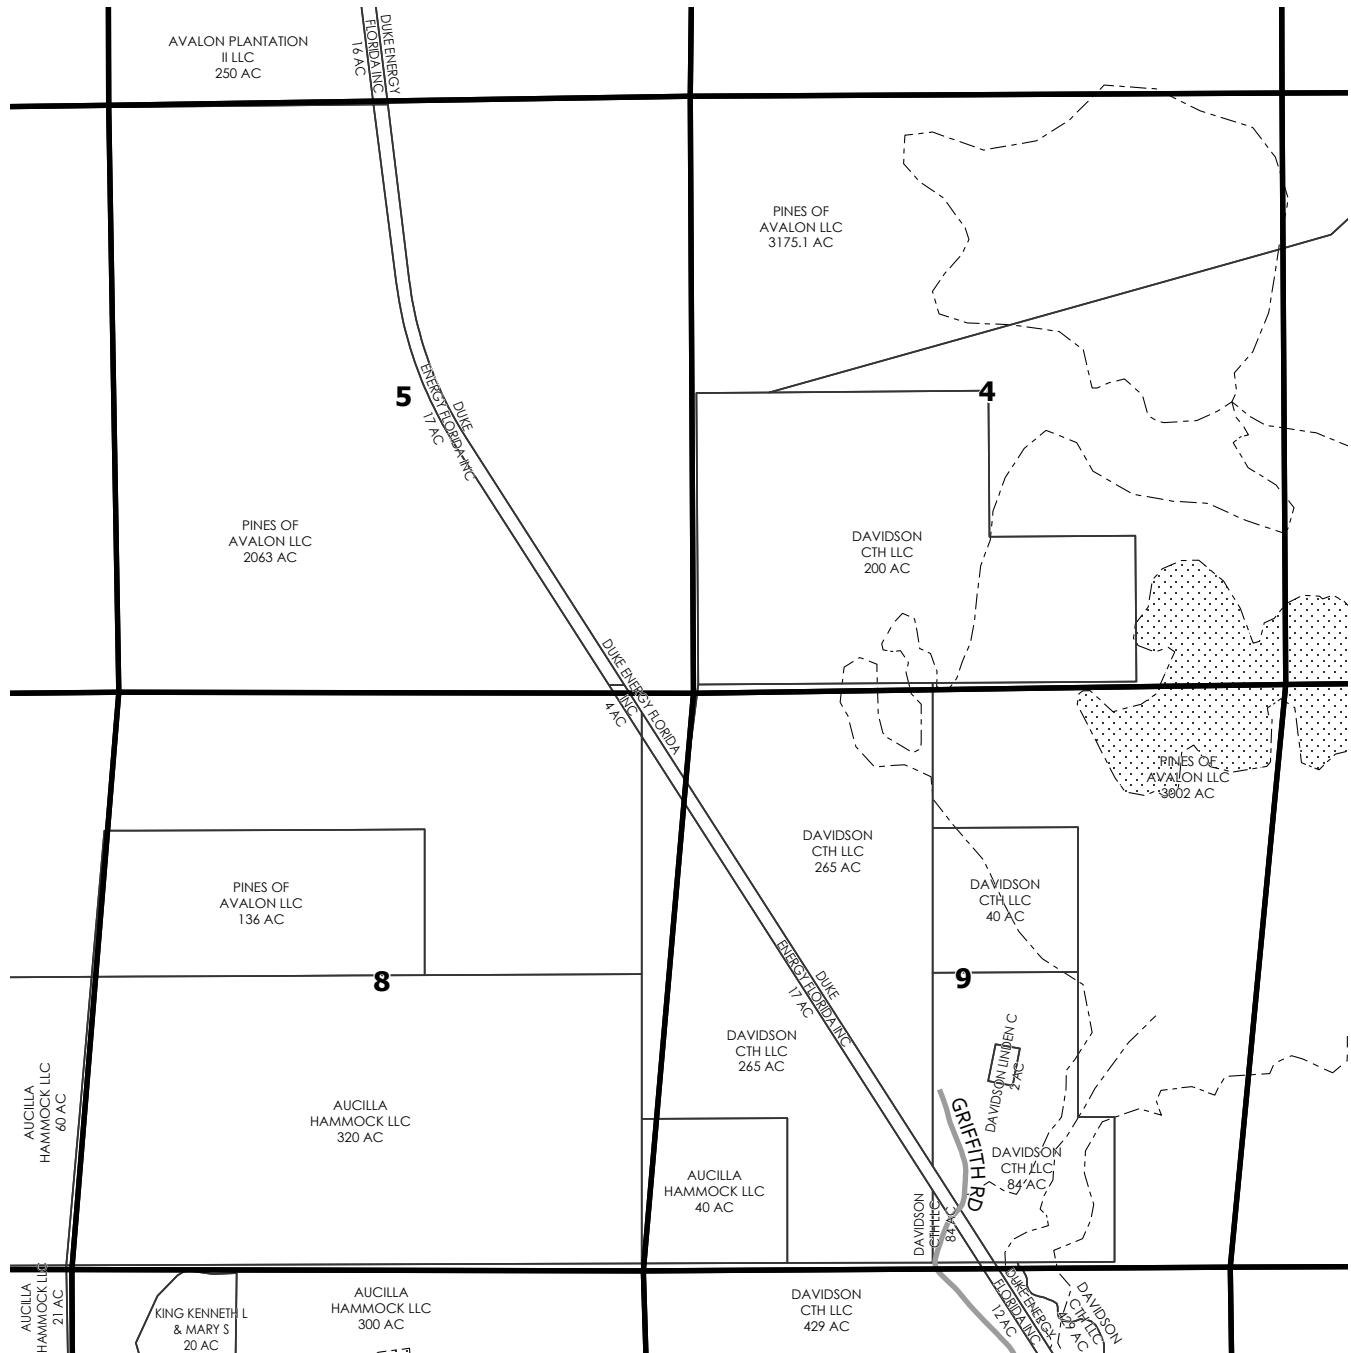 AVALON PLANTATION
II LLC
250 AC
DUKE ENERGY
FLORIDA INC
16 AC
PINES OF
AVALON LLC
3175.1 AC
5
DUKE
ENERGY FLORIDA INC
17 AC
4
PINES OF
AVALON LLC
2063 AC
DAVIDSON
CTH LLC
200 AC
DUKE ENERGY FLORIDA
INC
4 AC
PINES OF
AVALON LLC
3002 AC
DAVIDSON
CTH LLC
265 AC
PINES OF
AVALON LLC
136 AC
DAVIDSON
CTH LLC
40 AC
8
9
DUKE
ENERGY FLORIDA INC
17 AC
DAVIDSON
CTH LLC
265 AC
DAVIDSON LINDEN C
2 AC
AUCILLA
HAMMOCK LLC
60 AC
AUCILLA
HAMMOCK LLC
320 AC
GRIFFITH RD
DAVIDSON
CTH LLC
84 AC
AUCILLA
HAMMOCK LLC
40 AC
DAVIDSON
CTH LLC
84 AC
AUCILLA
HAMMOCK LLC
21 AC
KING KENNETH L
& MARY S
20 AC
AUCILLA
HAMMOCK LLC
300 AC
DAVIDSON
CTH LLC
429 AC
DUKE ENERGY
FLORIDA INC
12 AC
DAVIDSON
CTH LLC
429 AC